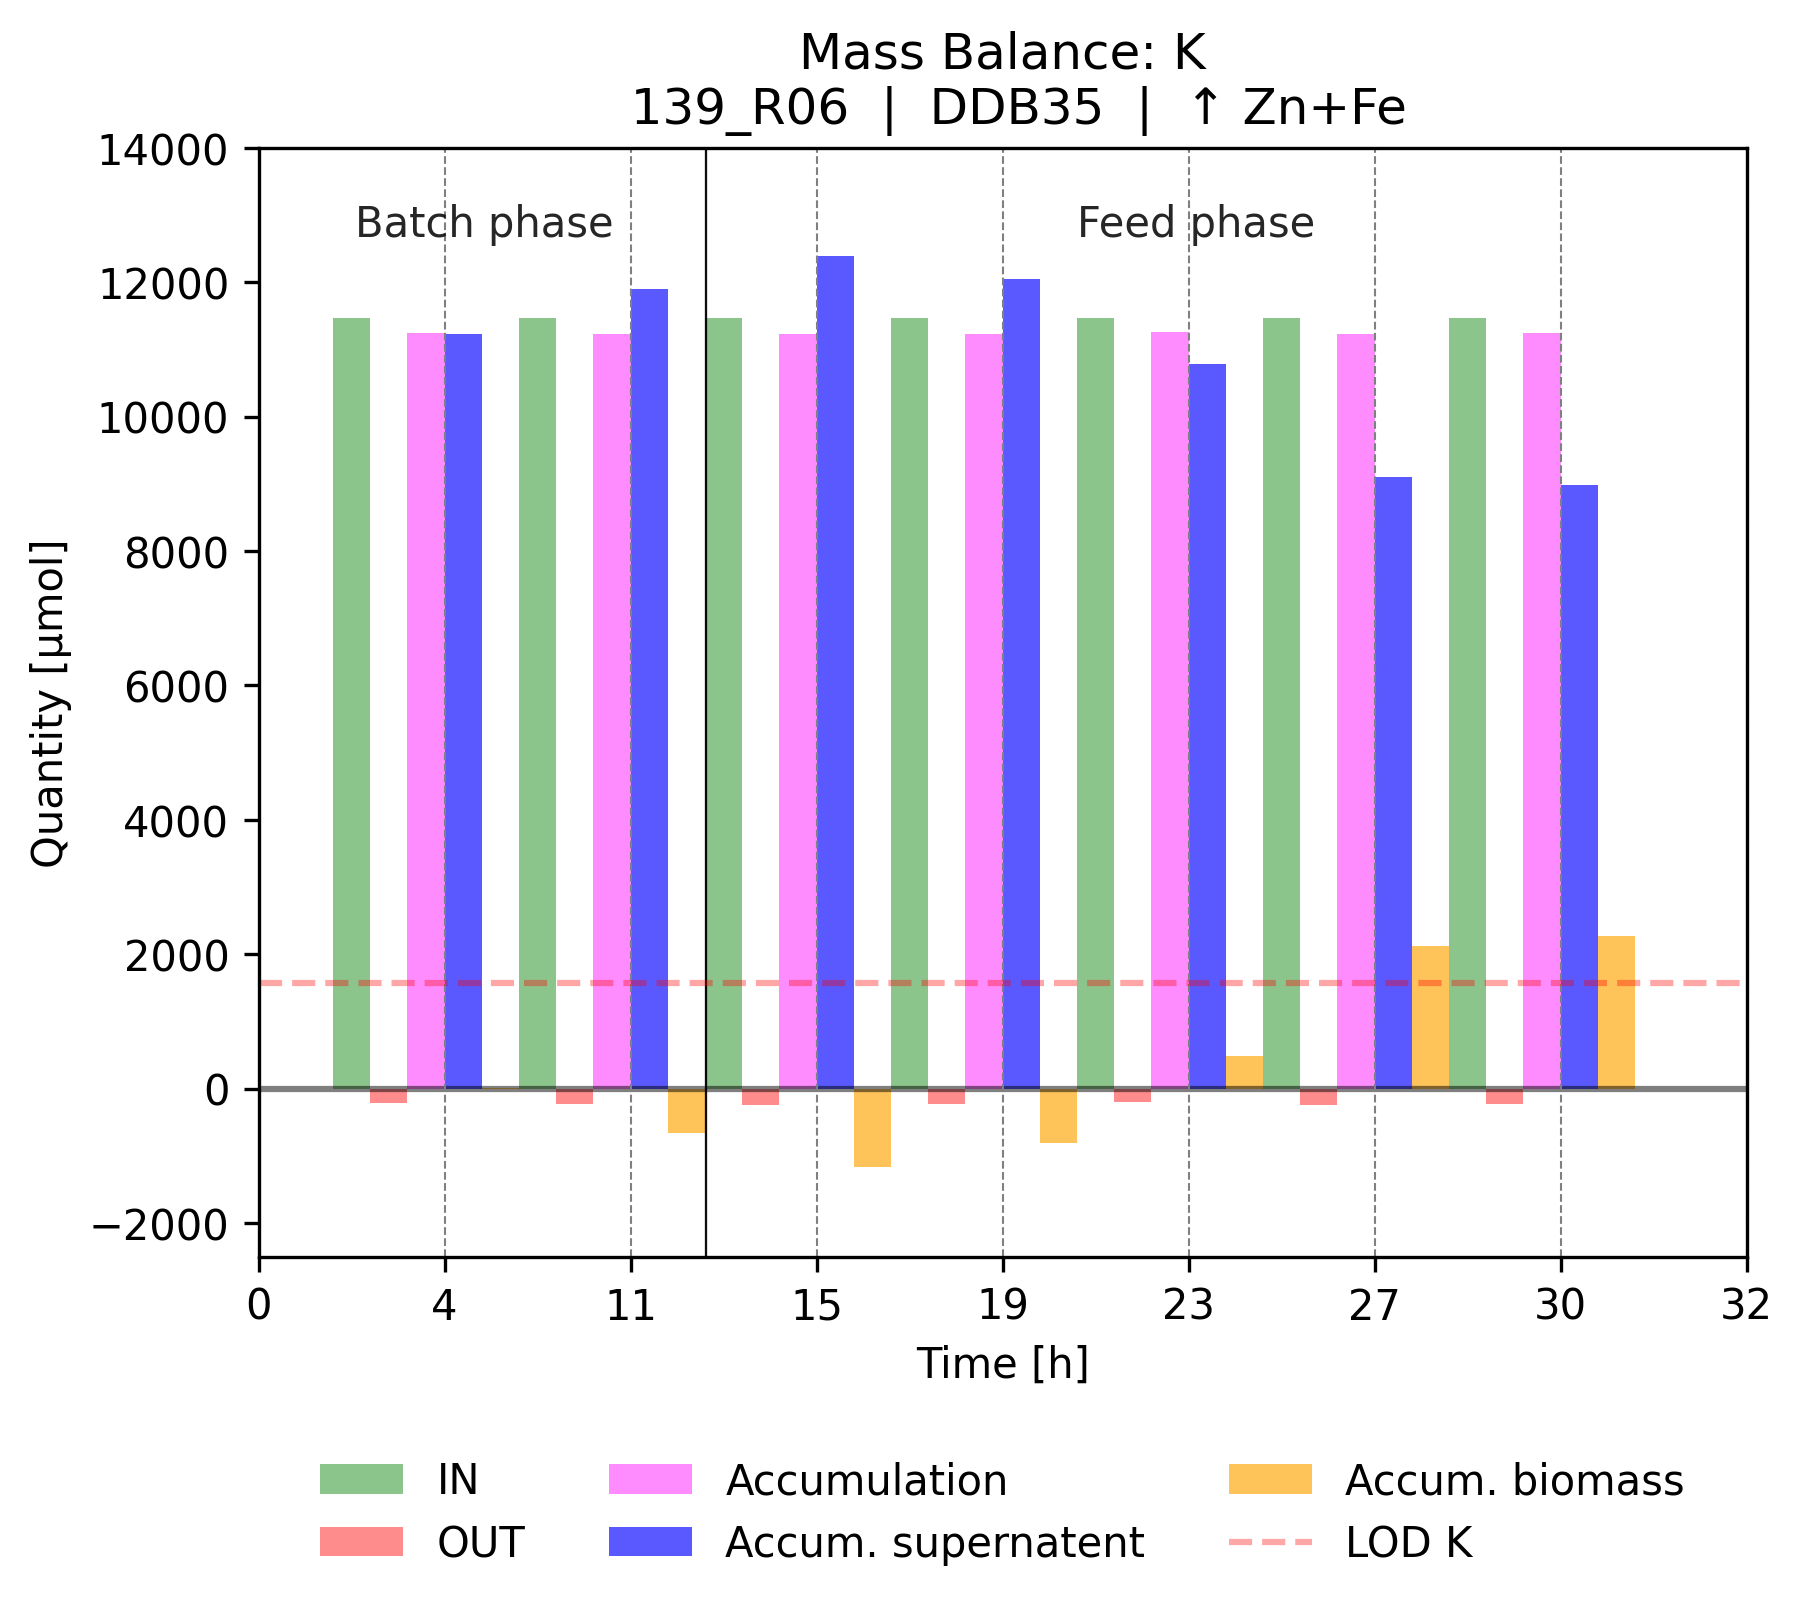 Mass Balance: K
139_R06 | DDB35 | ↑ Zn+Fe
14000
12000
10000
8000
6000
4000
2000
0
−2000
Quantity [µmol]
Batch phase
Feed phase
0 4 11 15 19 23 27 30 32
Time [h]
IN
OUT
Accumulation
Accum. supernatent
Accum. biomass
LOD K